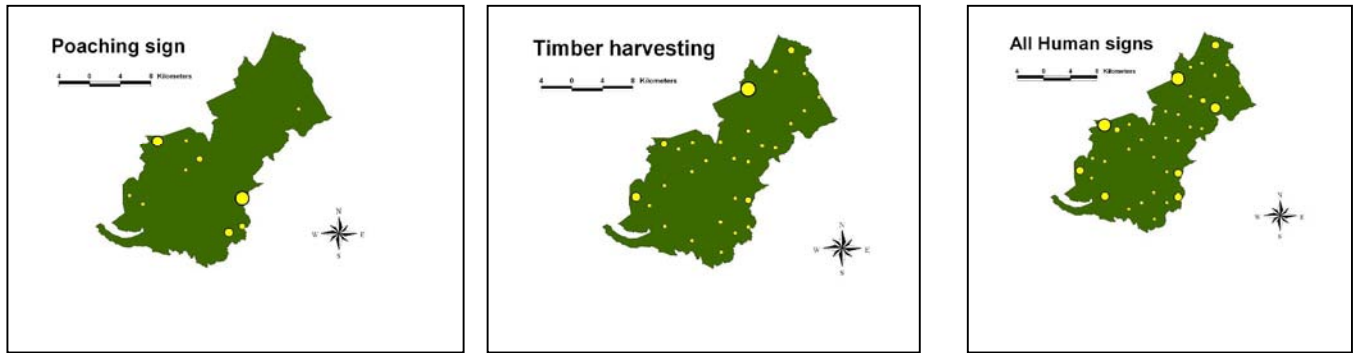 Poaching sign
4 0 4 8 Kilometers
N
W E
S
Timber harvesting
4 0 4 8 Kilometers
N
W E
S
All Human signs
4 0 4 8 Kilometers
N
W E
S